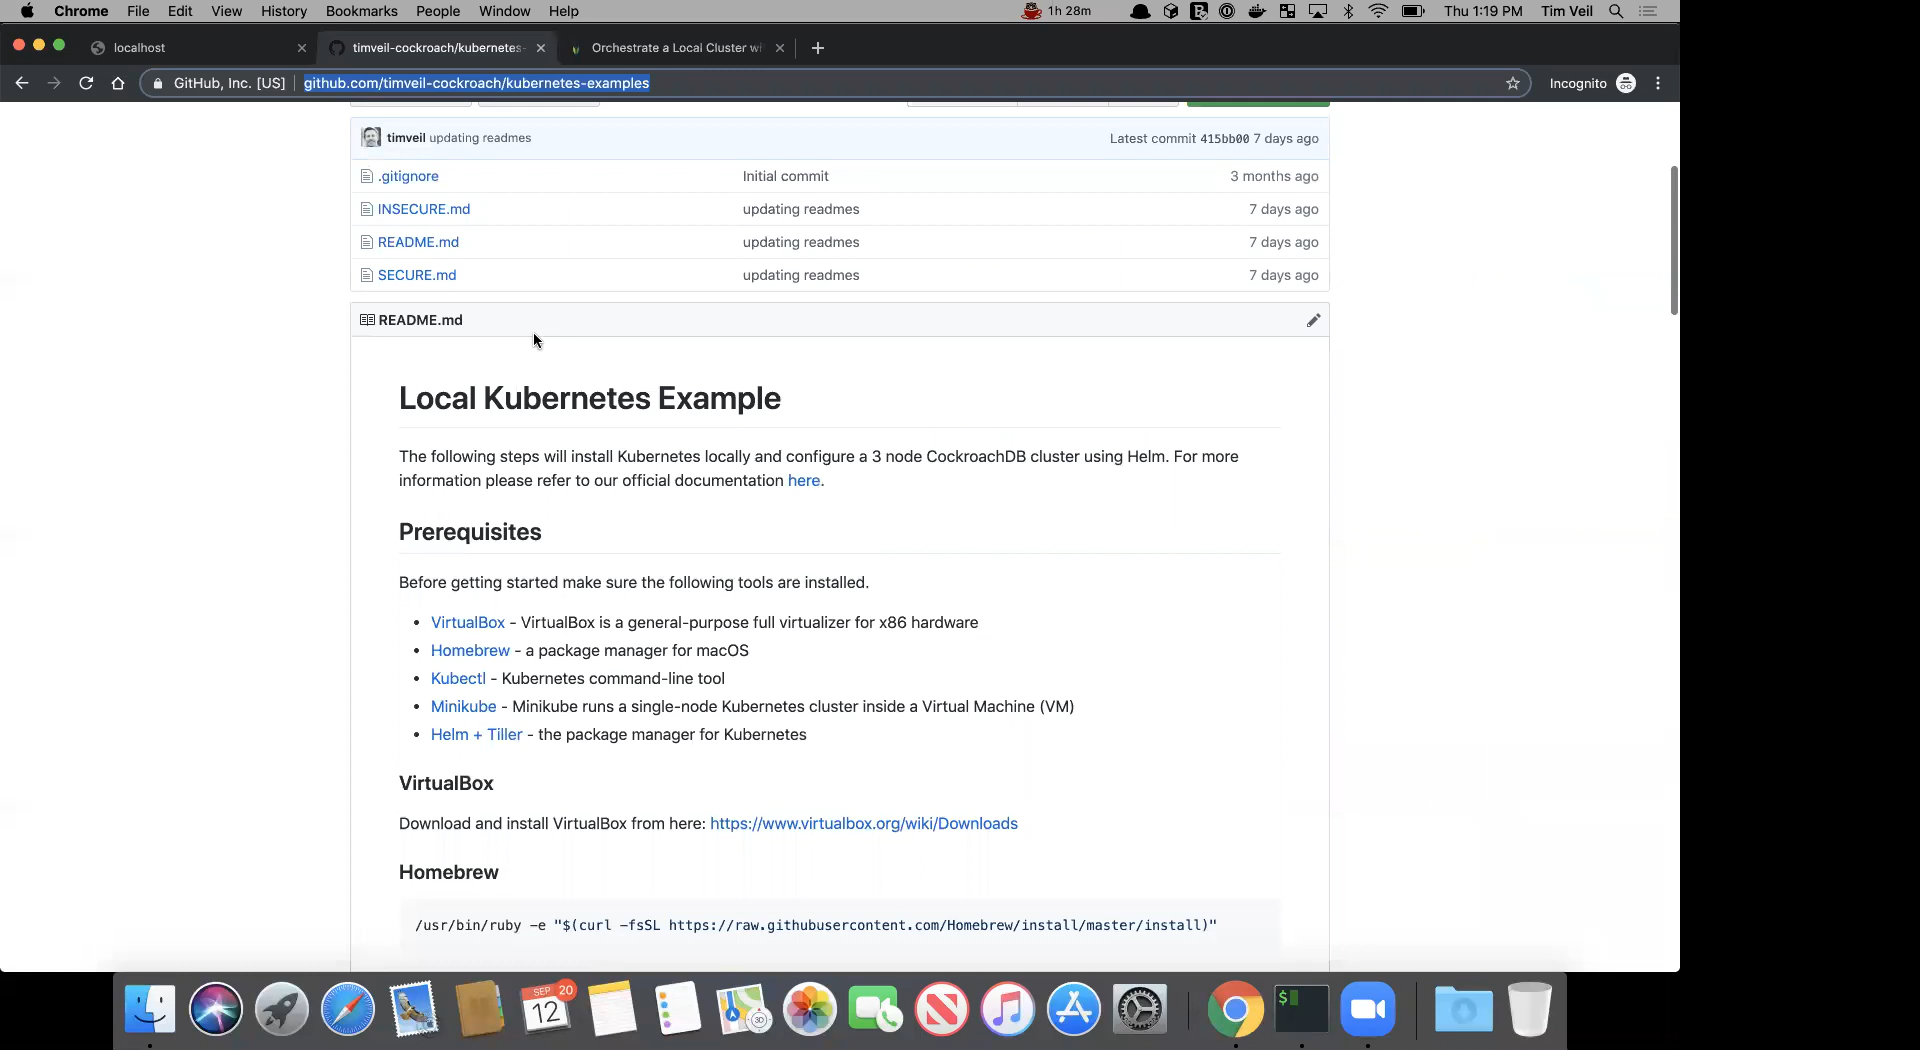 Chrome File Edit View History Bookmarks People Window Help 1h 28m Thu 1:19 PM Tim Veil
localhost timveil-cockroach/kubernetes- Orchestrate a Local Cluster wi
GitHub, Inc. [US] github.com/timveil-cockroach/kubernetes-examples Incognito
timveil updating readmes Latest commit 415bb00 7 days ago
.gitignore Initial commit 3 months ago
INSECURE.md updating readmes 7 days ago
README.md updating readmes 7 days ago
SECURE.md updating readmes 7 days ago
README.md
Local Kubernetes Example
The following steps will install Kubernetes locally and configure a 3 node CockroachDB cluster using Helm. For more
information please refer to our official documentation here.
Prerequisites
Before getting started make sure the following tools are installed.
• VirtualBox - VirtualBox is a general-purpose full virtualizer for x86 hardware
• Homebrew - a package manager for macOS
• Kubectl - Kubernetes command-line tool
• Minikube - Minikube runs a single-node Kubernetes cluster inside a Virtual Machine (VM)
• Helm + Tiller - the package manager for Kubernetes
VirtualBox
Download and install VirtualBox from here: https://www.virtualbox.org/wiki/Downloads
Homebrew
/usr/bin/ruby -e "$(curl -fsSL https://raw.githubusercontent.com/Homebrew/install/master/install)"
SEP 20
12
3D
$